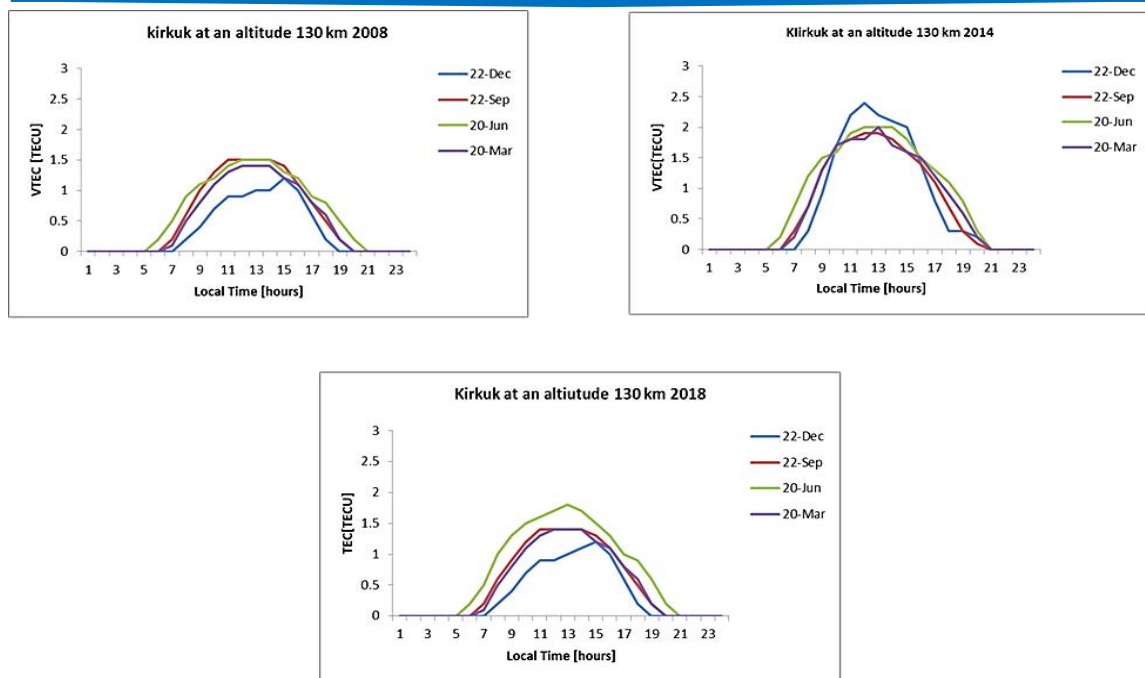 kirkuk at an altitude 130 km 2008
3
2.5
2
1.5
1
0.5
0
VTEC [TECU]
1 3 5 7 9 11 13 15 17 19 21 23
Local Time [hours]
22-Dec
22-Sep
20-Jun
20-Mar
KIirkuk at an altitude 130 km 2014
3
2.5
2
1.5
1
0.5
0
VTEC[TECU]
1 3 5 7 9 11 13 15 17 19 21 23
Local Time [hours]
22-Dec
22-Sep
20-Jun
20-Mar
Kirkuk at an altiutude 130 km 2018
3
2.5
2
1.5
1
0.5
0
TEC[TECU]
1 3 5 7 9 11 13 15 17 19 21 23
Local Time [hours]
22-Dec
22-Sep
20-Jun
20-Mar